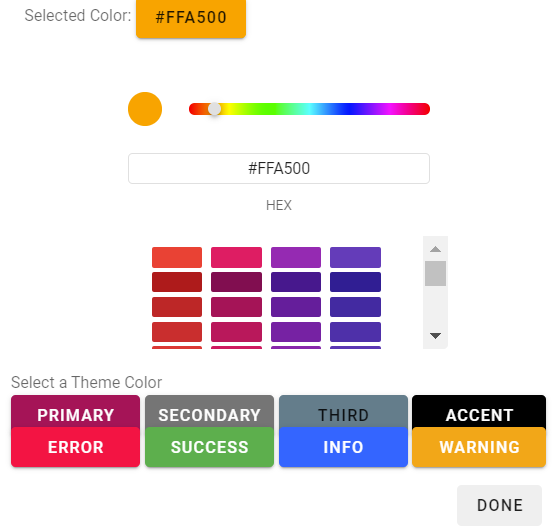 Selected Color: #FFA500
#FFA500
HEX
Select a Theme Color
PRIMARY SECONDARY THIRD ACCENT
ERROR SUCCESS INFO WARNING
DONE